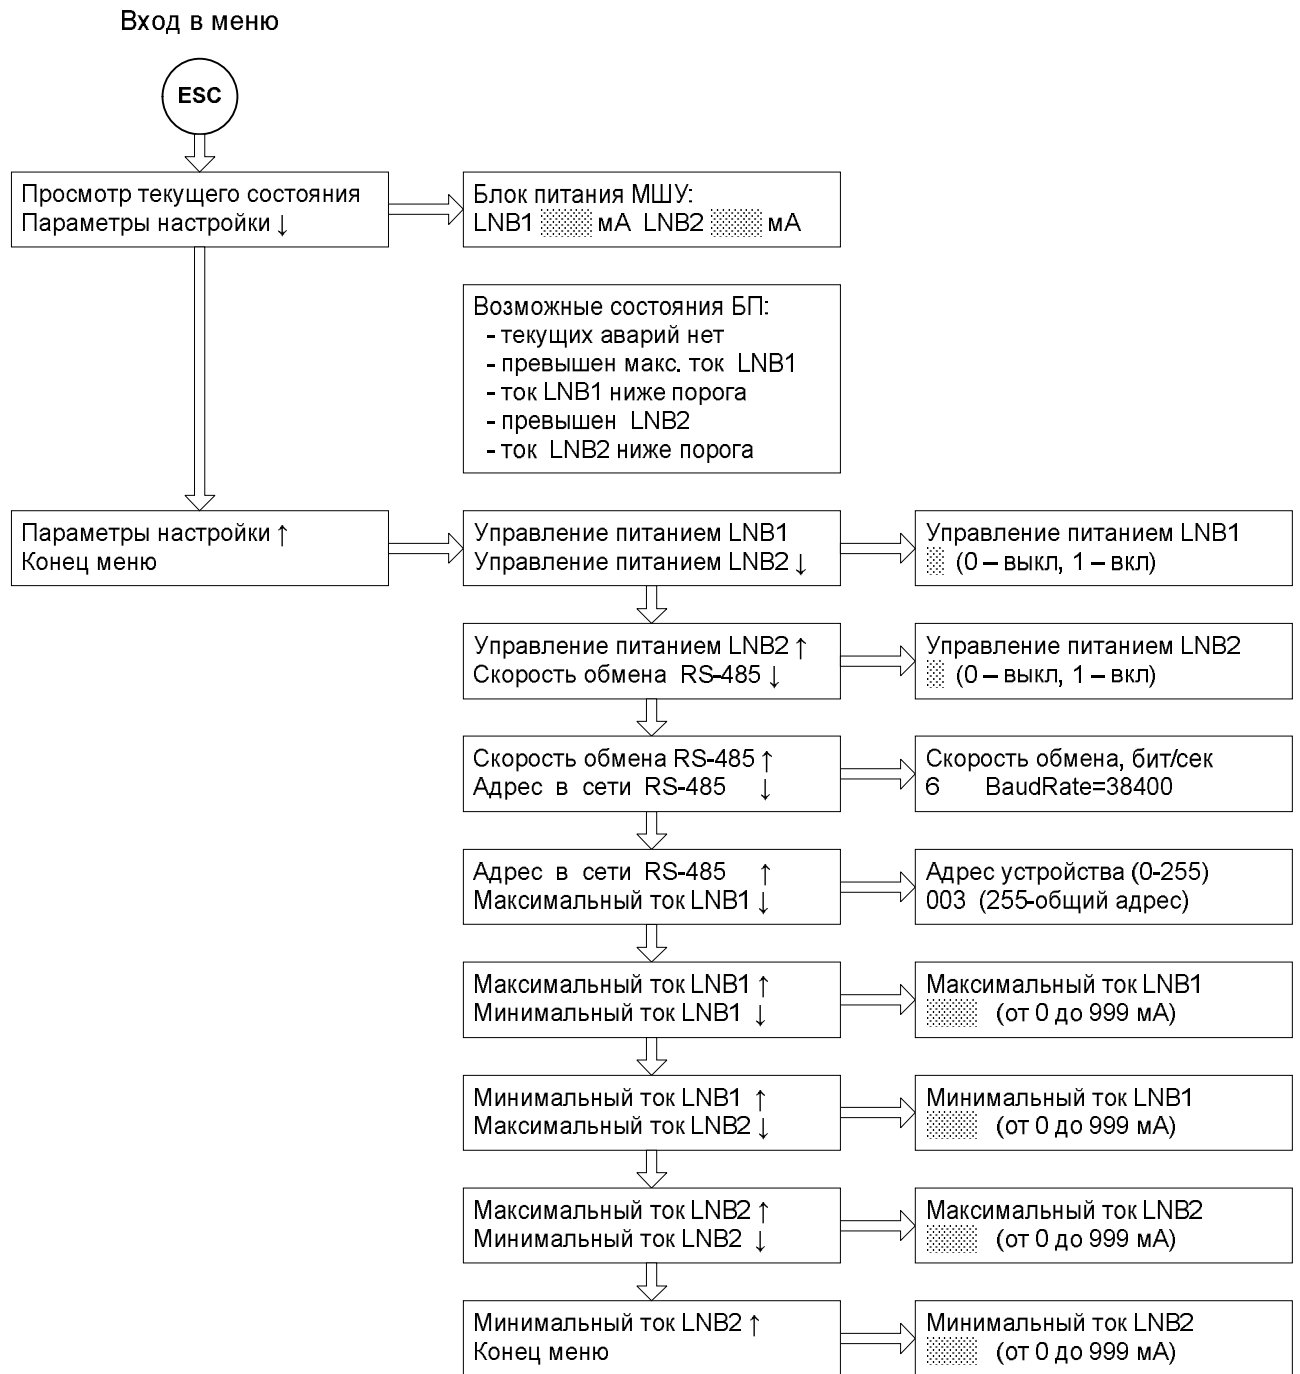 Вход в меню
ESC
Просмотр текущего состояния
Параметры настройки ↓
Блок питания МШУ:
LNB1 мА LNB2 мА
Возможные состояния БП:
- текущих аварий нет
- превышен макс. ток LNB1
- ток LNB1 ниже порога
- превышен LNB2
- ток LNB2 ниже порога
Параметры настройки ↑
Конец меню
Управление питанием LNB1
Управление питанием LNB2 ↓
Управление питанием LNB1
(0 – выкл, 1 – вкл)
Управление питанием LNB2 ↑
Скорость обмена RS-485 ↓
Управление питанием LNB2
(0 – выкл, 1 – вкл)
Скорость обмена RS-485 ↑
Адрес в сети RS-485 ↓
Скорость обмена, бит/сек
6 BaudRate=38400
Адрес в сети RS-485 ↑
Максимальный ток LNB1 ↓
Адрес устройства (0-255)
003 (255-общий адрес)
Максимальный ток LNB1 ↑
Минимальный ток LNB1 ↓
Максимальный ток LNB1
(от 0 до 999 мА)
Минимальный ток LNB1 ↑
Максимальный ток LNB2 ↓
Минимальный ток LNB1
(от 0 до 999 мА)
Максимальный ток LNB2 ↑
Минимальный ток LNB2 ↓
Максимальный ток LNB2
(от 0 до 999 мА)
Минимальный ток LNB2 ↑
Конец меню
Минимальный ток LNB2
(от 0 до 999 мА)